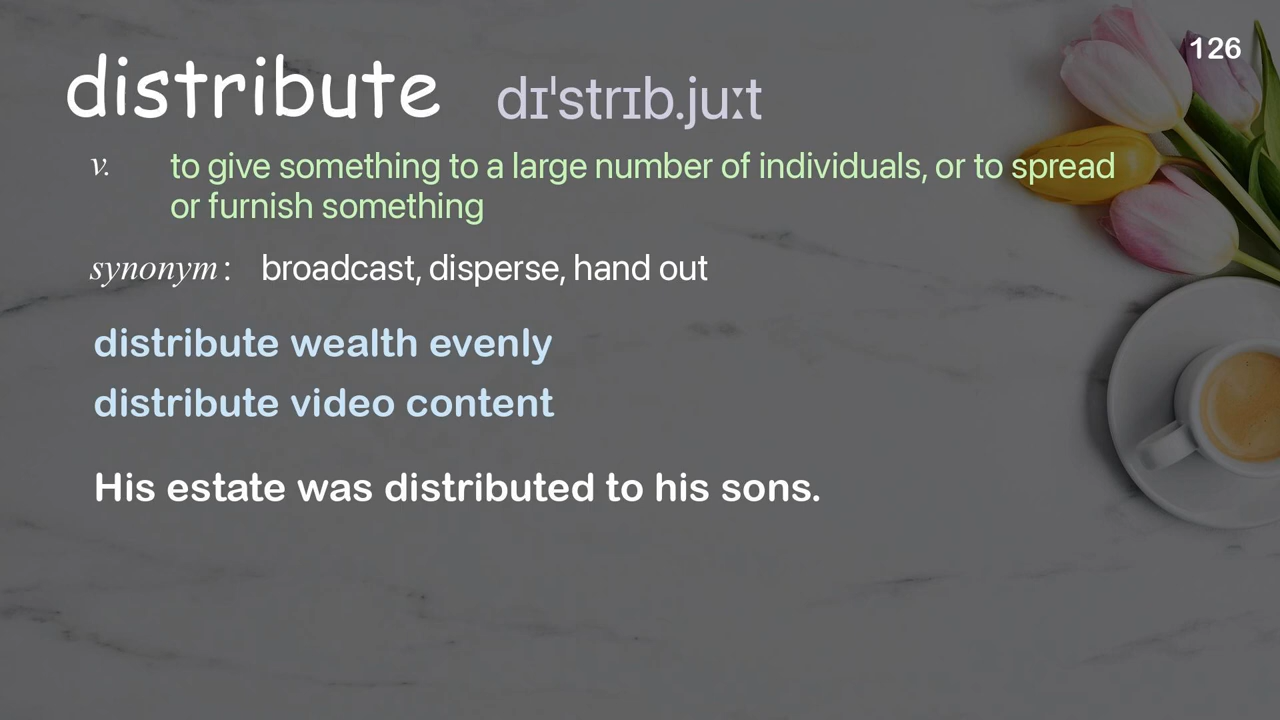 126
distribute dɪˈstrɪb.juːt
v. to give something to a large number of individuals, or to spread
or furnish something
synonym : broadcast, disperse, hand out
distribute wealth evenly
distribute video content
His estate was distributed to his sons.